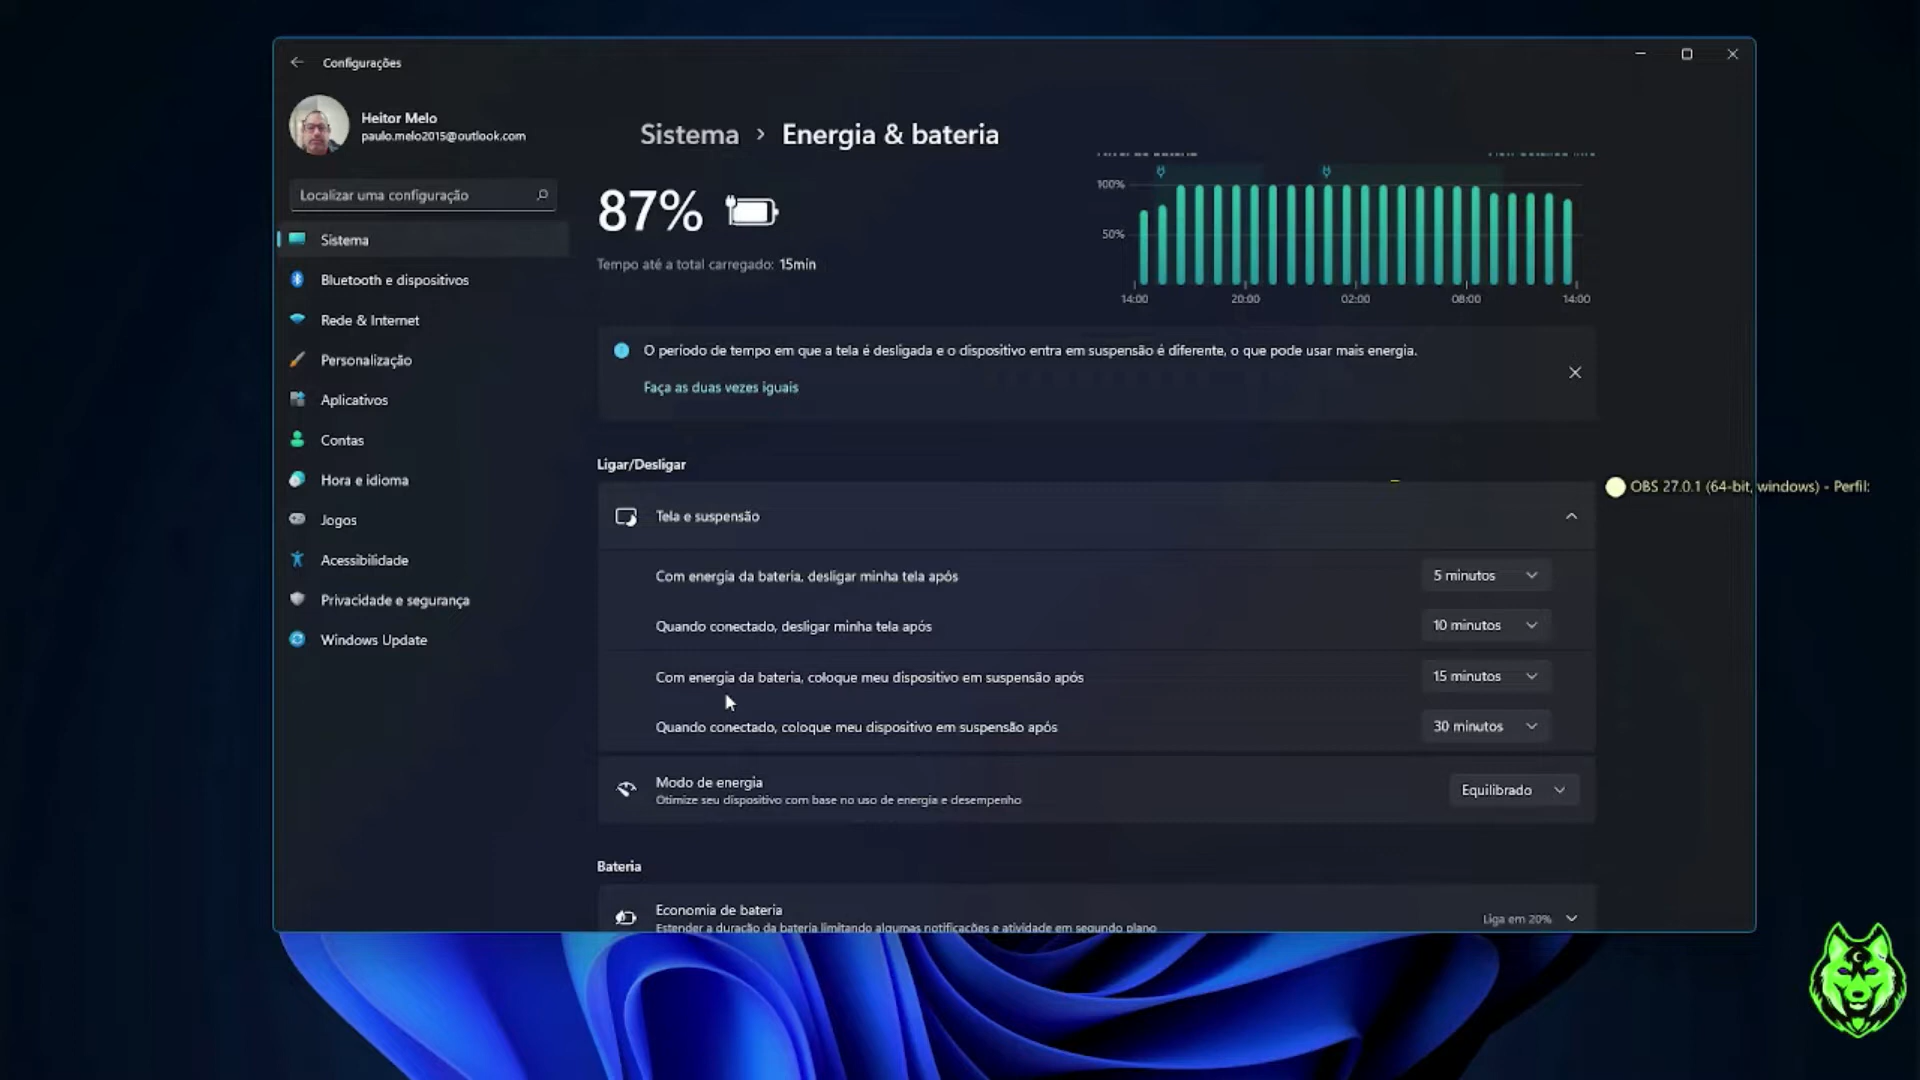 Configurações
Heitor Melo
paulo.melo2015@outlook.com
Localizar uma configuração
Sistema
Bluetooth e dispositivos
Rede & Internet
Personalização
Aplicativos
Contas
Hora e idioma
Jogos
Acessibilidade
Privacidade e segurança
Windows Update
Sistema > Energia & bateria
87%
Tempo até a total carregado: 15min
100%
50%
14:00 20:00 02:00 08:00 14:00
O período de tempo em que a tela é desligada e o dispositivo entra em suspensão é diferente, o que pode usar mais energia.
Faça as duas vezes iguais
Ligar/Desligar
OBS 27.0.1 (64-bit, windows) - Perfil:
Tela e suspensão
Com energia da bateria, desligar minha tela após 5 minutos
Quando conectado, desligar minha tela após 10 minutos
Com energia da bateria, coloque meu dispositivo em suspensão após 15 minutos
Quando conectado, coloque meu dispositivo em suspensão após 30 minutos
Modo de energia
Otimize seu dispositivo com base no uso de energia e desempenho
Equilibrado
Bateria
Economia de bateria
Estender a duração da bateria limitando algumas notificações e atividade em segundo plano
Liga em 20%